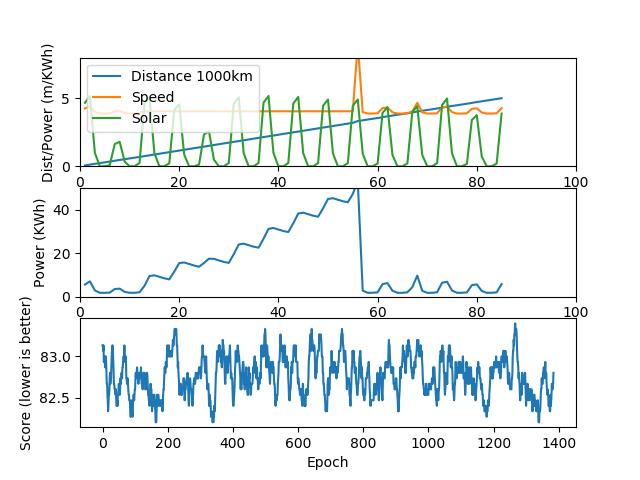 Dist/Power (m/KWh)
Distance 1000km
Speed
Solar
5
0
0 20 40 60 80 100
Power (KWh)
40
20
0
0 20 40 60 80 100
Score (lower is better)
83.0
82.5
0 200 400 600 800 1000 1200 1400
Epoch